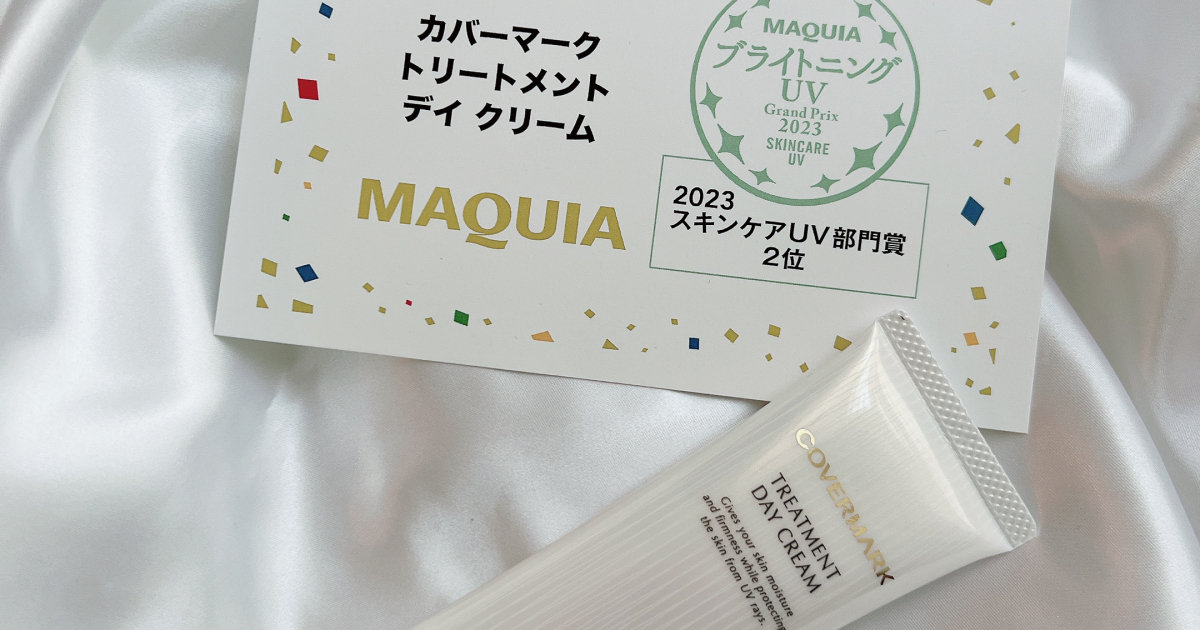 カバーマーク
トリートメント
デイ クリーム
MAQUIA
MAQUIA
ブライトニング
UV
Grand Prix
2023
SKINCARE
UV
2023
スキンケアUV部門賞
2位
COVERMARK
TREATMENT
DAY CREAM
Gives your skin moisture
and firmness while protecting
the skin from UV rays.